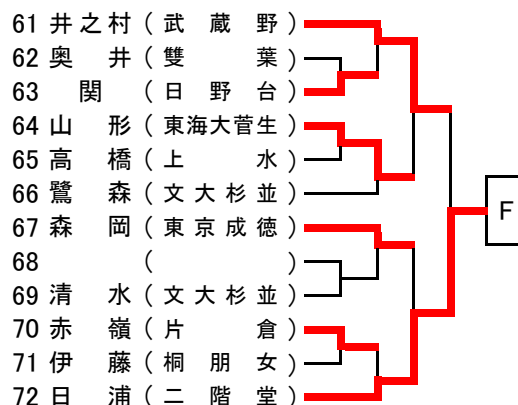 61 井之村 ( 武蔵野 )
62 奥井 ( 雙葉 )
63 関 ( 日野台 )
64 山形 ( 東海大菅生 )
65 高橋 ( 上水 )
66 鷺森 ( 文大杉並 )
67 森岡 ( 東京成徳 )
68 ( )
69 清水 ( 文大杉並 )
70 赤嶺 ( 片倉 )
71 伊藤 ( 桐朋女 )
72 日浦 ( 二階堂 )
F